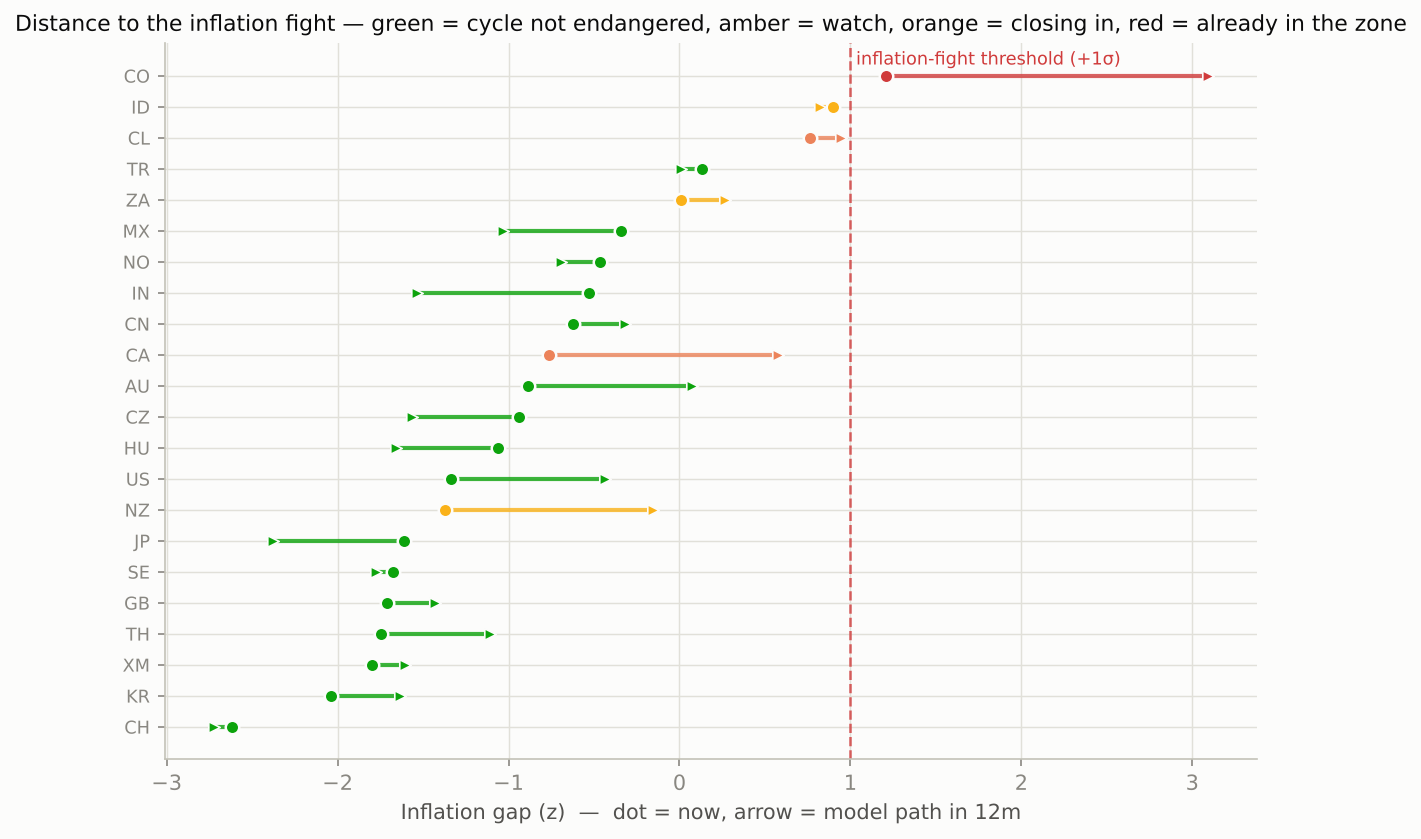 Distance to the inflation fight — green = cycle not endangered, amber = watch, orange = closing in, red = already in the zone
inflation-fight threshold (+1σ)
CO
ID
CL
TR
ZA
MX
NO
IN
CN
CA
AU
CZ
HU
US
NZ
JP
SE
GB
TH
XM
KR
CH
−3 −2 −1 0 1 2 3
Inflation gap (z) — dot = now, arrow = model path in 12m